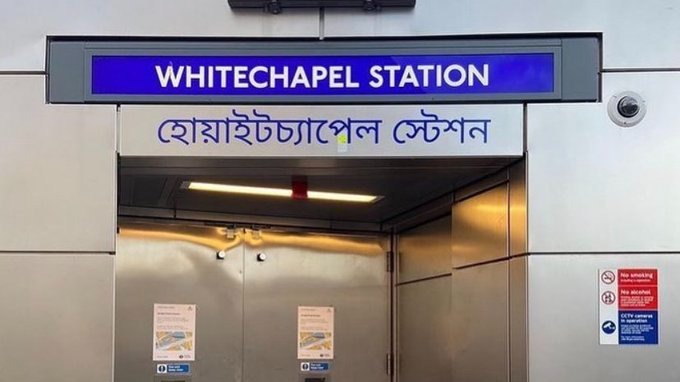 WHITECHAPEL STATION
হোয়াইটচ্যাপেল স্টেশন
No smoking
No alcohol
CCTV cameras
in operation